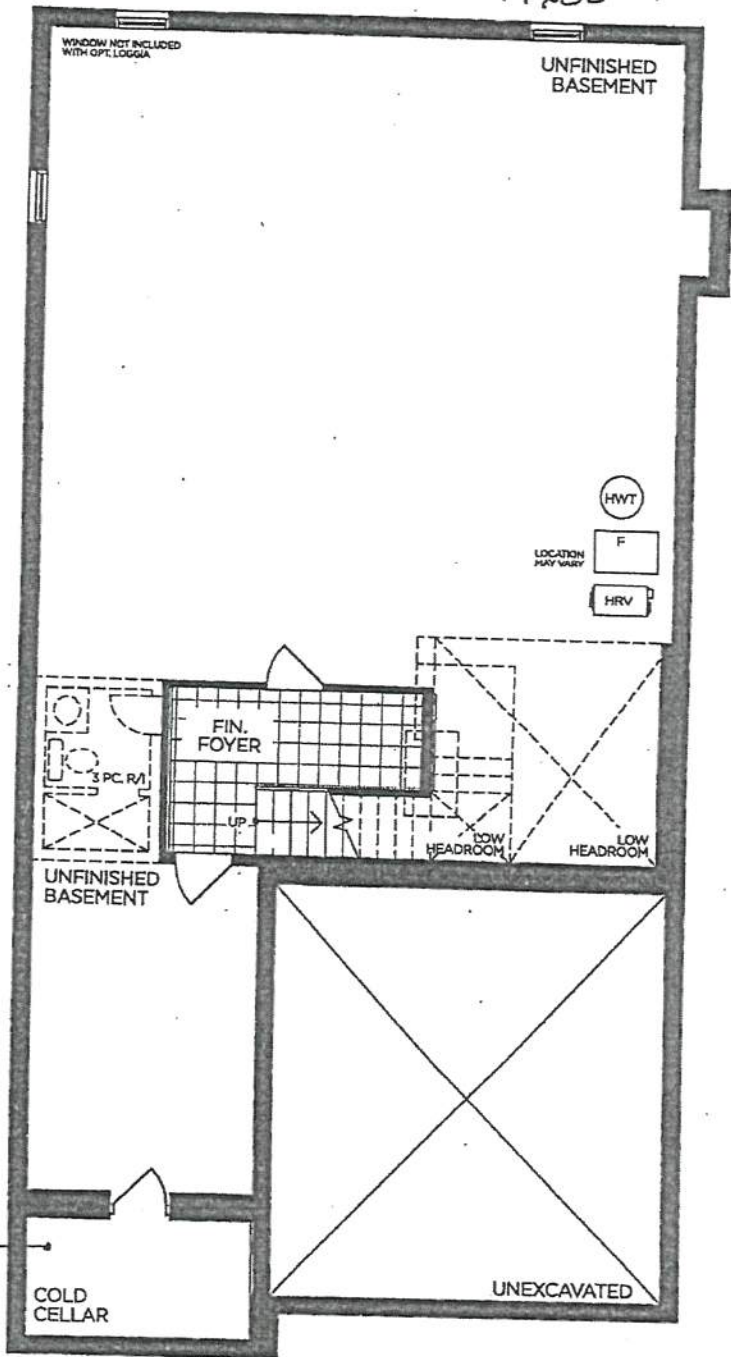 WINDOW NOT INCLUDED
WITH OPT. LOGGIA
UNFINISHED
BASEMENT
HWT
F
LOCATION
MAY VARY
HRV
FIN.
FOYER
3 PC. R/I
UP
LOW
HEADROOM
LOW
HEADROOM
UNFINISHED
BASEMENT
UNEXCAVATED
COLD
CELLAR